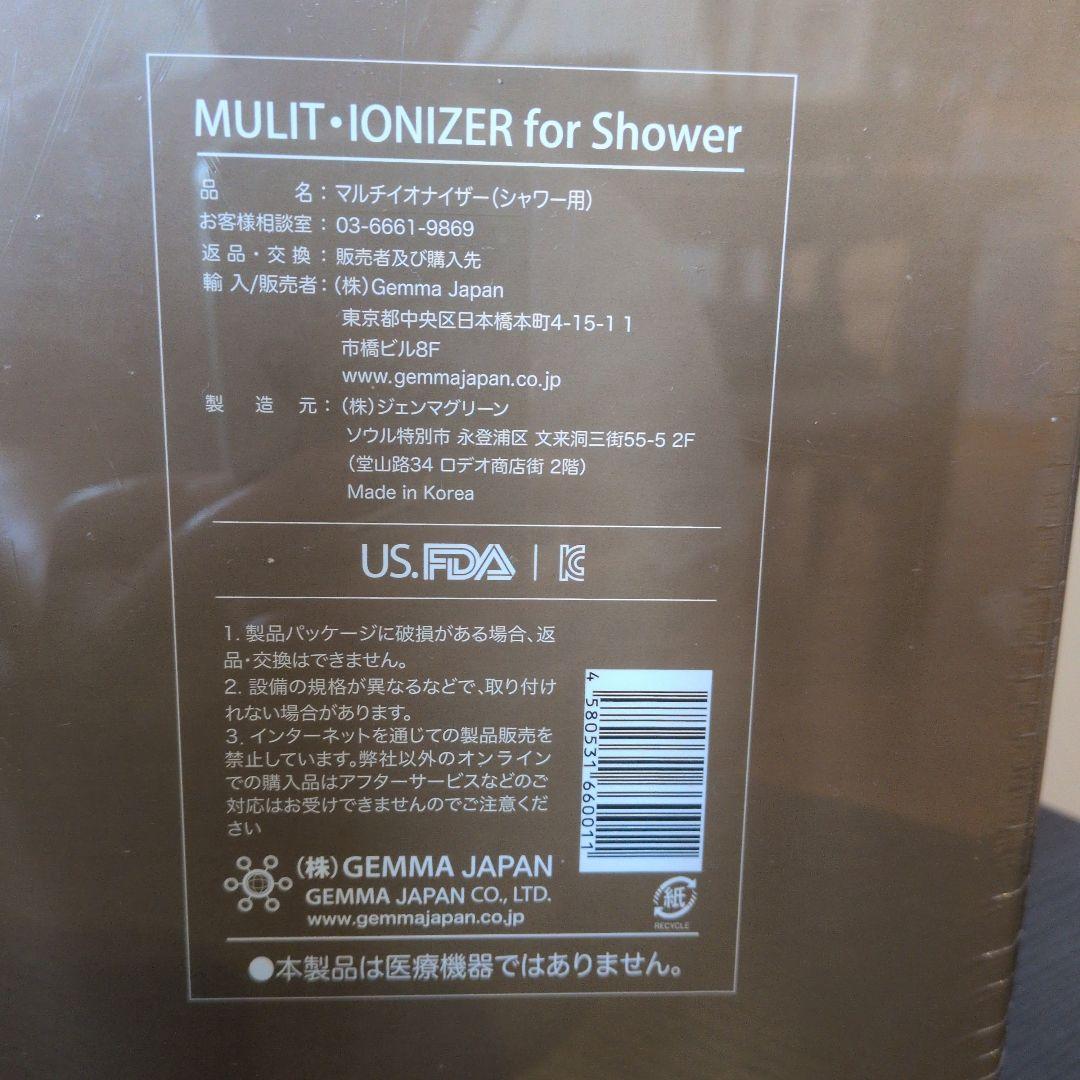 MULIT・IONIZER for Shower
品 名：マルチイオナイザー（シャワー用）
お客様相談室：03-6661-9869
返品・交換：販売者及び購入先
輸入/販売者：（株）Gemma Japan
東京都中央区日本橋本町4-15-1 1
市橋ビル8F
www.gemmajapan.co.jp
製 造 元：（株）ジェンマグリーン
ソウル特別市 永登浦区 文来洞三街55-5 2F
（堂山路34 ロデオ商店街 2階）
Made in Korea
US.FDA | KC
1. 製品パッケージに破損がある場合、返
品・交換はできません。
2. 設備の規格が異なるなどで、取り付け
れない場合があります。
3. インターネットを通じての製品販売を
禁止しています。弊社以外のオンライン
での購入品はアフターサービスなどのご
対応はお受けできませんのでご注意くだ
さい
4 580531 660011
（株）GEMMA JAPAN
GEMMA JAPAN CO., LTD.
www.gemmajapan.co.jp
紙
RECYCLE
●本製品は医療機器ではありません。